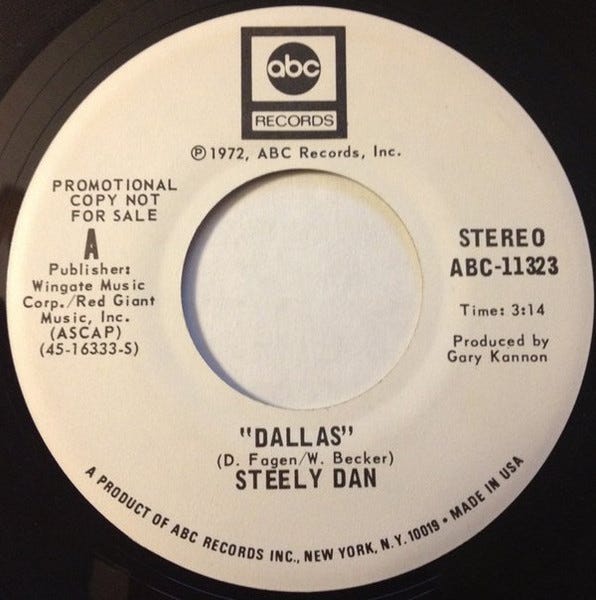 abc
RECORDS
℗ 1972, ABC Records, Inc.
PROMOTIONAL
COPY NOT
FOR SALE
A
Publisher:
Wingate Music
Corp./Red Giant
Music, Inc.
(ASCAP)
(45-16333-S)
STEREO
ABC-11323
Time: 3:14
Produced by
Gary Kannon
"DALLAS"
(D. Fagen/W. Becker)
STEELY DAN
A PRODUCT OF ABC RECORDS INC., NEW YORK, N.Y. 10019 • MADE IN USA